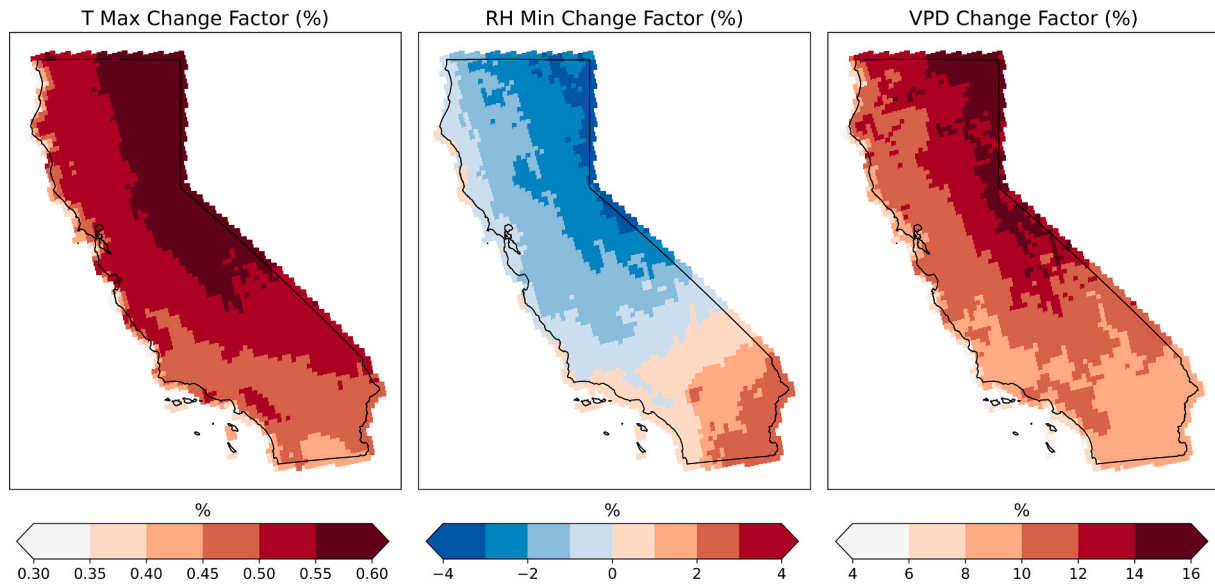 T Max Change Factor (%)
RH Min Change Factor (%)
VPD Change Factor (%)
%
0.30 0.35 0.40 0.45 0.50 0.55 0.60
%
−4 −2 0 2 4
%
4 6 8 10 12 14 16